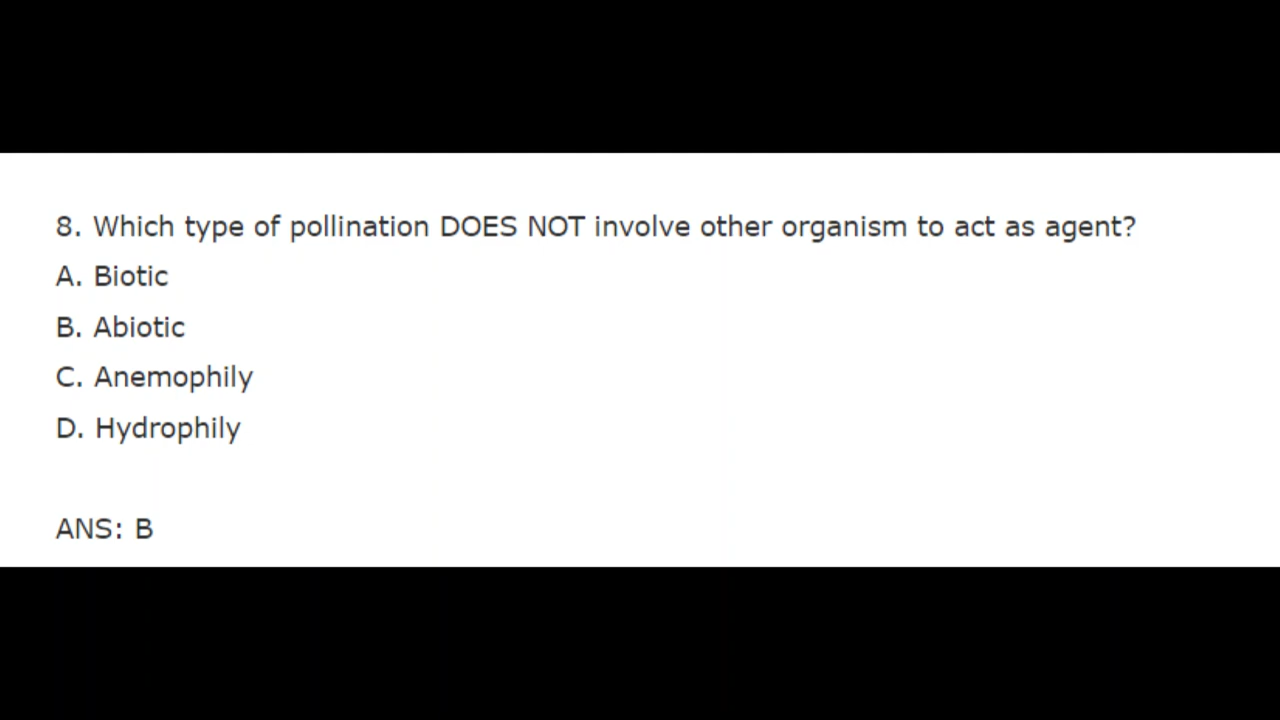 8. Which type of pollination DOES NOT involve other organism to act as agent?
A. Biotic
B. Abiotic
C. Anemophily
D. Hydrophily
ANS: B